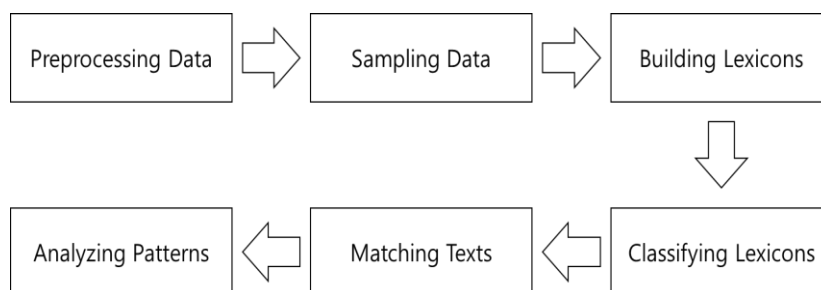 Preprocessing Data
Sampling Data
Building Lexicons
Classifying Lexicons
Matching Texts
Analyzing Patterns